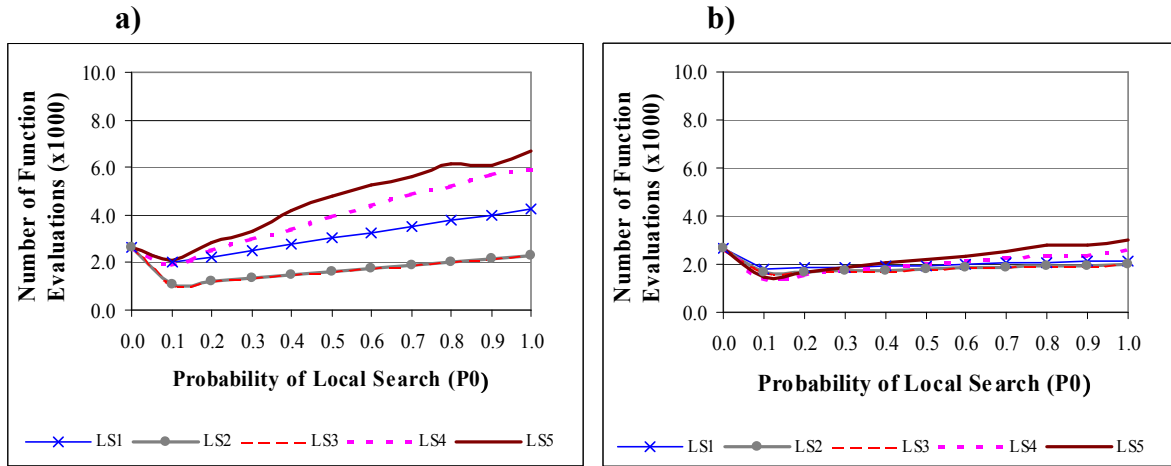 a)
Number of Function
Evaluations (x1000)
10.0
8.0
6.0
4.0
2.0
0.0
0.0 0.1 0.2 0.3 0.4 0.5 0.6 0.7 0.8 0.9 1.0
Probability of Local Search (P0)
LS1 LS2 LS3 LS4 LS5
b)
Number of Function
Evaluations (x1000)
10.0
8.0
6.0
4.0
2.0
0.0
0.0 0.1 0.2 0.3 0.4 0.5 0.6 0.7 0.8 0.9 1.0
Probability of Local Search (P0)
LS1 LS2 LS3 LS4 LS5